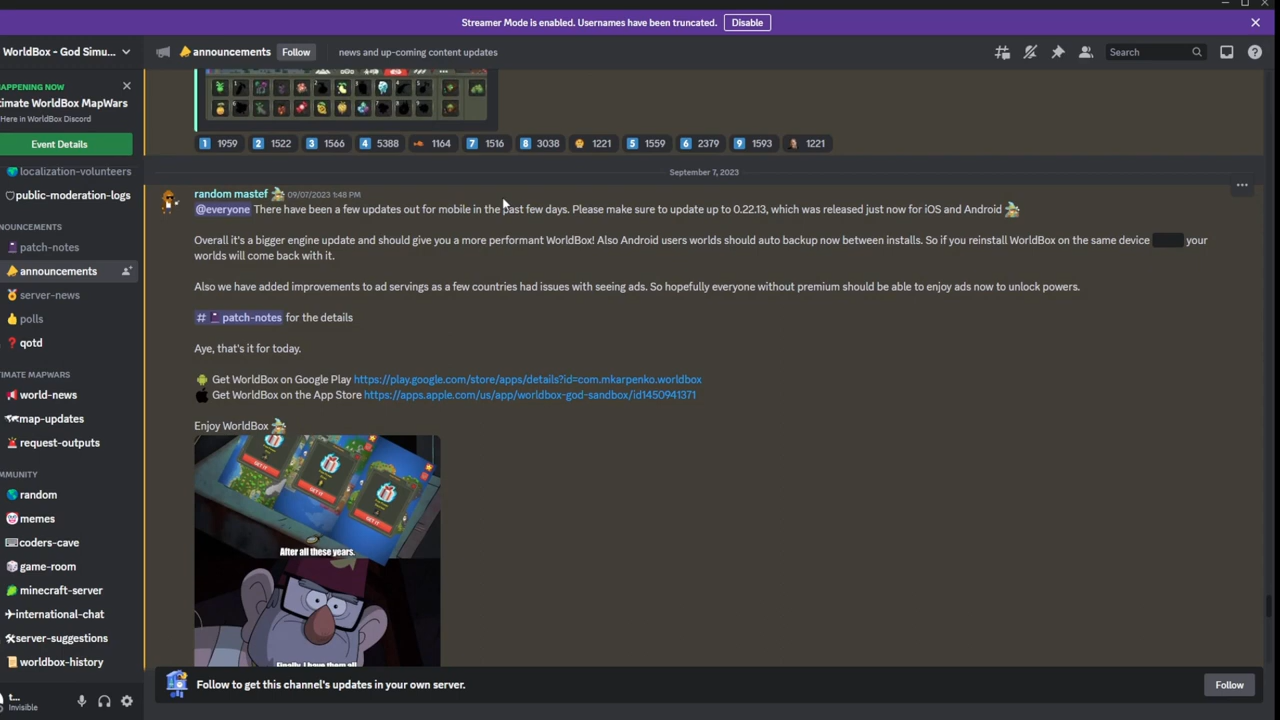 Streamer Mode is enabled. Usernames have been truncated.
Disable
WorldBox - God Simu...
announcements
Follow
news and up-coming content updates
Search
APPENING NOW
timate WorldBox MapWars
Here in WorldBox Discord
Event Details
localization-volunteers
public-moderation-logs
NOUNCEMENTS
patch-notes
announcements
server-news
polls
qotd
TIMATE MAPWARS
world-news
map-updates
request-outputs
MMUNITY
random
memes
coders-cave
game-room
minecraft-server
international-chat
server-suggestions
worldbox-history
t...
Invisible
1 1959 2 1522 3 1566 4 5388 1164 7 1516 8 3038 1221 5 1559 6 2379 9 1593 1221
September 7, 2023
random mastef 09/07/2023 1:48 PM
@everyone There have been a few updates out for mobile in the past few days. Please make sure to update up to 0.22.13, which was released just now for iOS and Android
Overall it's a bigger engine update and should give you a more performant WorldBox! Also Android users worlds should auto backup now between installs. So if you reinstall WorldBox on the same device your
worlds will come back with it.
Also we have added improvements to ad servings as a few countries had issues with seeing ads. So hopefully everyone without premium should be able to enjoy ads now to unlock powers.
# patch-notes for the details
Aye, that's it for today.
Get WorldBox on Google Play https://play.google.com/store/apps/details?id=com.mkarpenko.worldbox
Get WorldBox on the App Store https://apps.apple.com/us/app/worldbox-god-sandbox/id1450941371
Enjoy WorldBox
GET IT
GET IT
GET IT
After all these years.
Finally, I have them all
Follow to get this channel's updates in your own server.
Follow